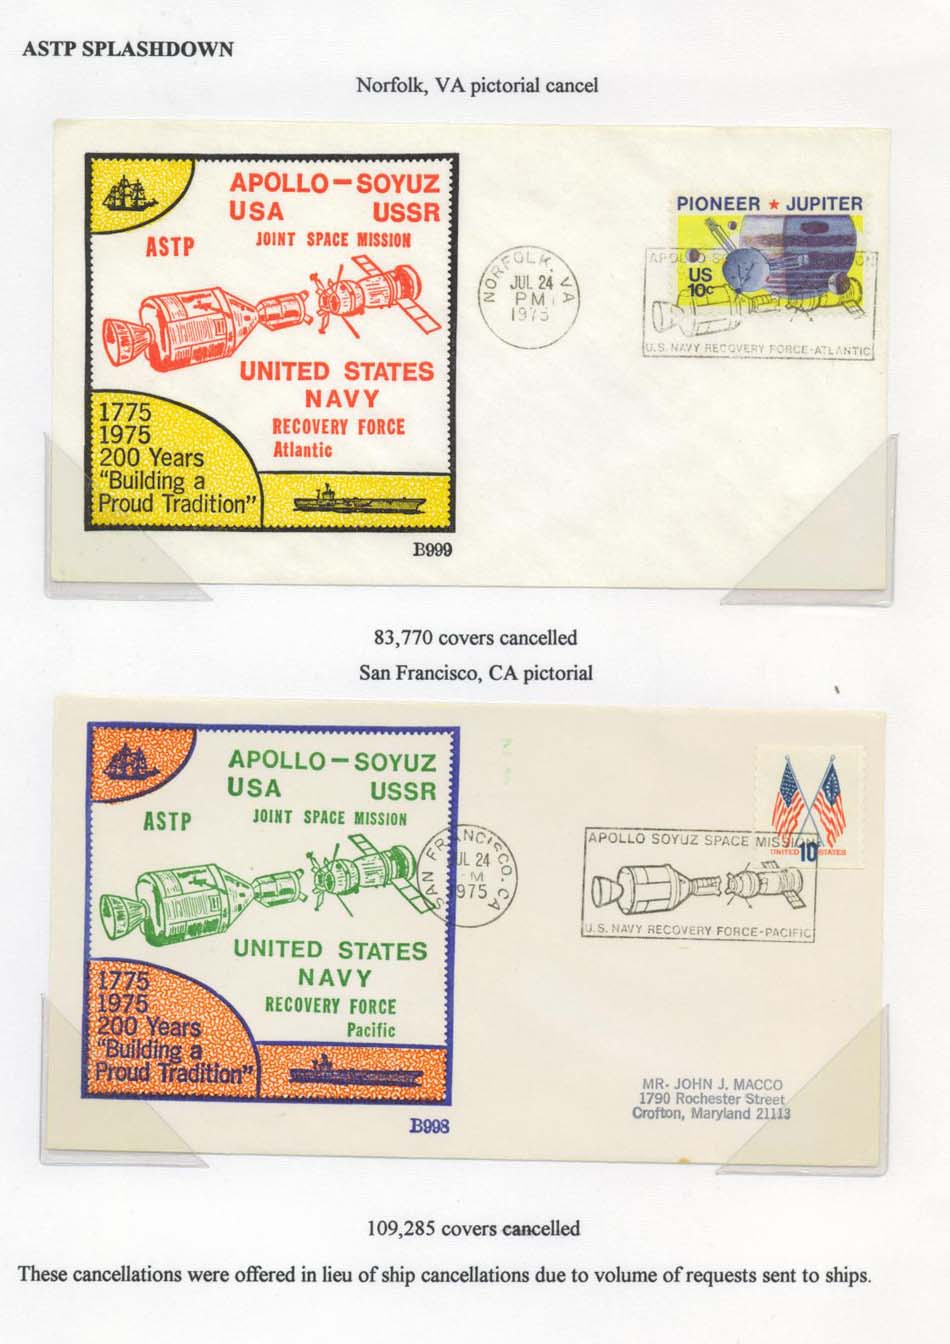 ASTP SPLASHDOWN
Norfolk, VA pictorial cancel
APOLLO-SOYUZ
USA USSR
ASTP JOINT SPACE MISSION
UNITED STATES
NAVY
RECOVERY FORCE
Atlantic
1775
1975
200 Years
"Building a
Proud Tradition"
B999
NORFOLK, VA
JUL 24
PM
1975
PIONEER ★ JUPITER
US
10c
APOLLO
U.S. NAVY RECOVERY FORCE-ATLANTIC
83,770 covers cancelled
San Francisco, CA pictorial
APOLLO-SOYUZ
USA USSR
ASTP JOINT SPACE MISSION
UNITED STATES
NAVY
RECOVERY FORCE
Pacific
1775
1975
200 Years
"Building a
Proud Tradition"
B998
SAN FRANCISCO, CA
JUL 24
M
1975
APOLLO SOYUZ SPACE MISSION
U.S. NAVY RECOVERY FORCE-PACIFIC
UNITED 10c STATES
MR. JOHN J. MACCO
1790 Rochester Street
Crofton, Maryland 21113
109,285 covers cancelled
These cancellations were offered in lieu of ship cancellations due to volume of requests sent to ships.